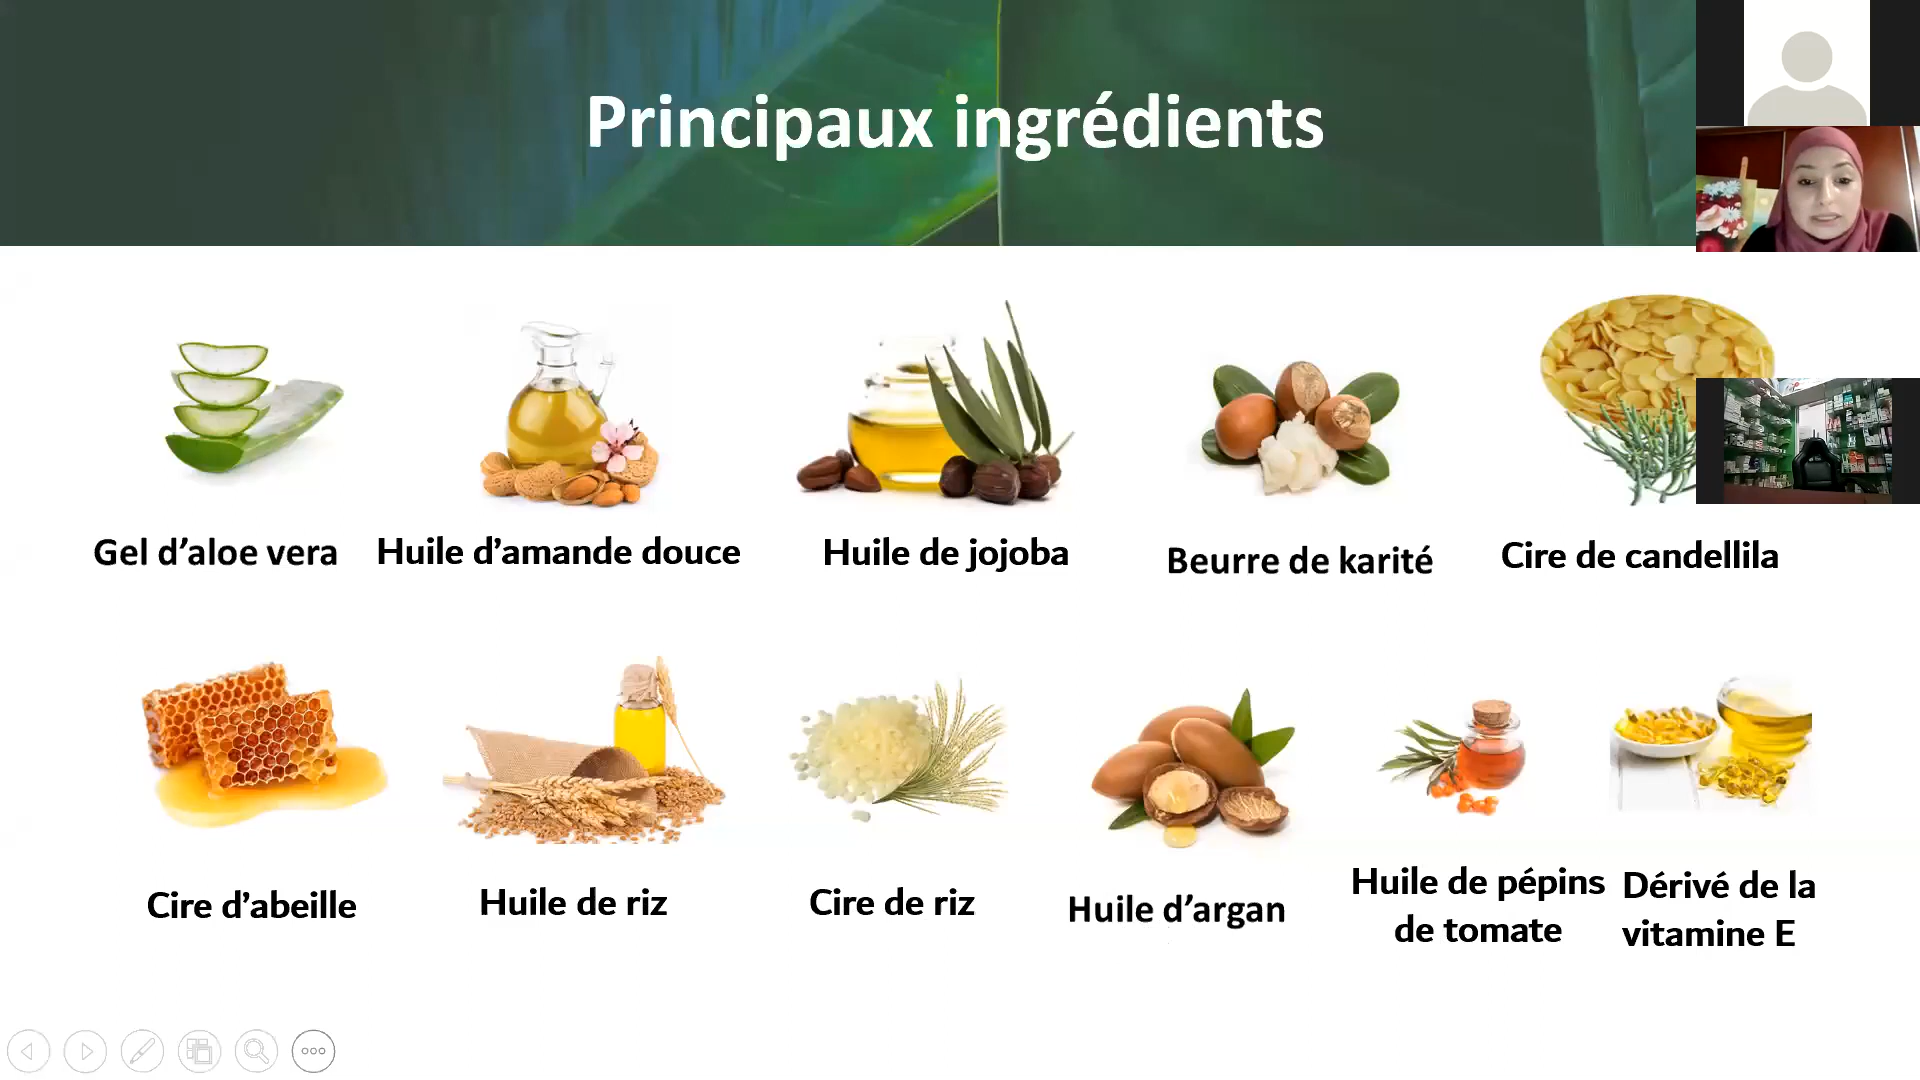 Principaux ingrédients
Gel d’aloe vera
Huile d’amande douce
Huile de jojoba
Beurre de karité
Cire de candellila
Cire d’abeille
Huile de riz
Cire de riz
Huile d’argan
Huile de pépins
de tomate
Dérivé de la
vitamine E